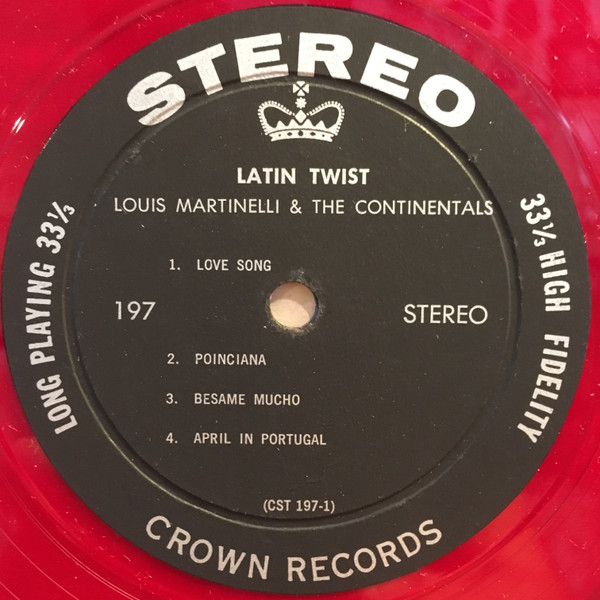 STEREO
LATIN TWIST
LOUIS MARTINELLI & THE CONTINENTALS
LONG PLAYING 33⅓
33⅓ HIGH FIDELITY
1. LOVE SONG
197
STEREO
2. POINCIANA
3. BESAME MUCHO
4. APRIL IN PORTUGAL
(CST 197-1)
CROWN RECORDS